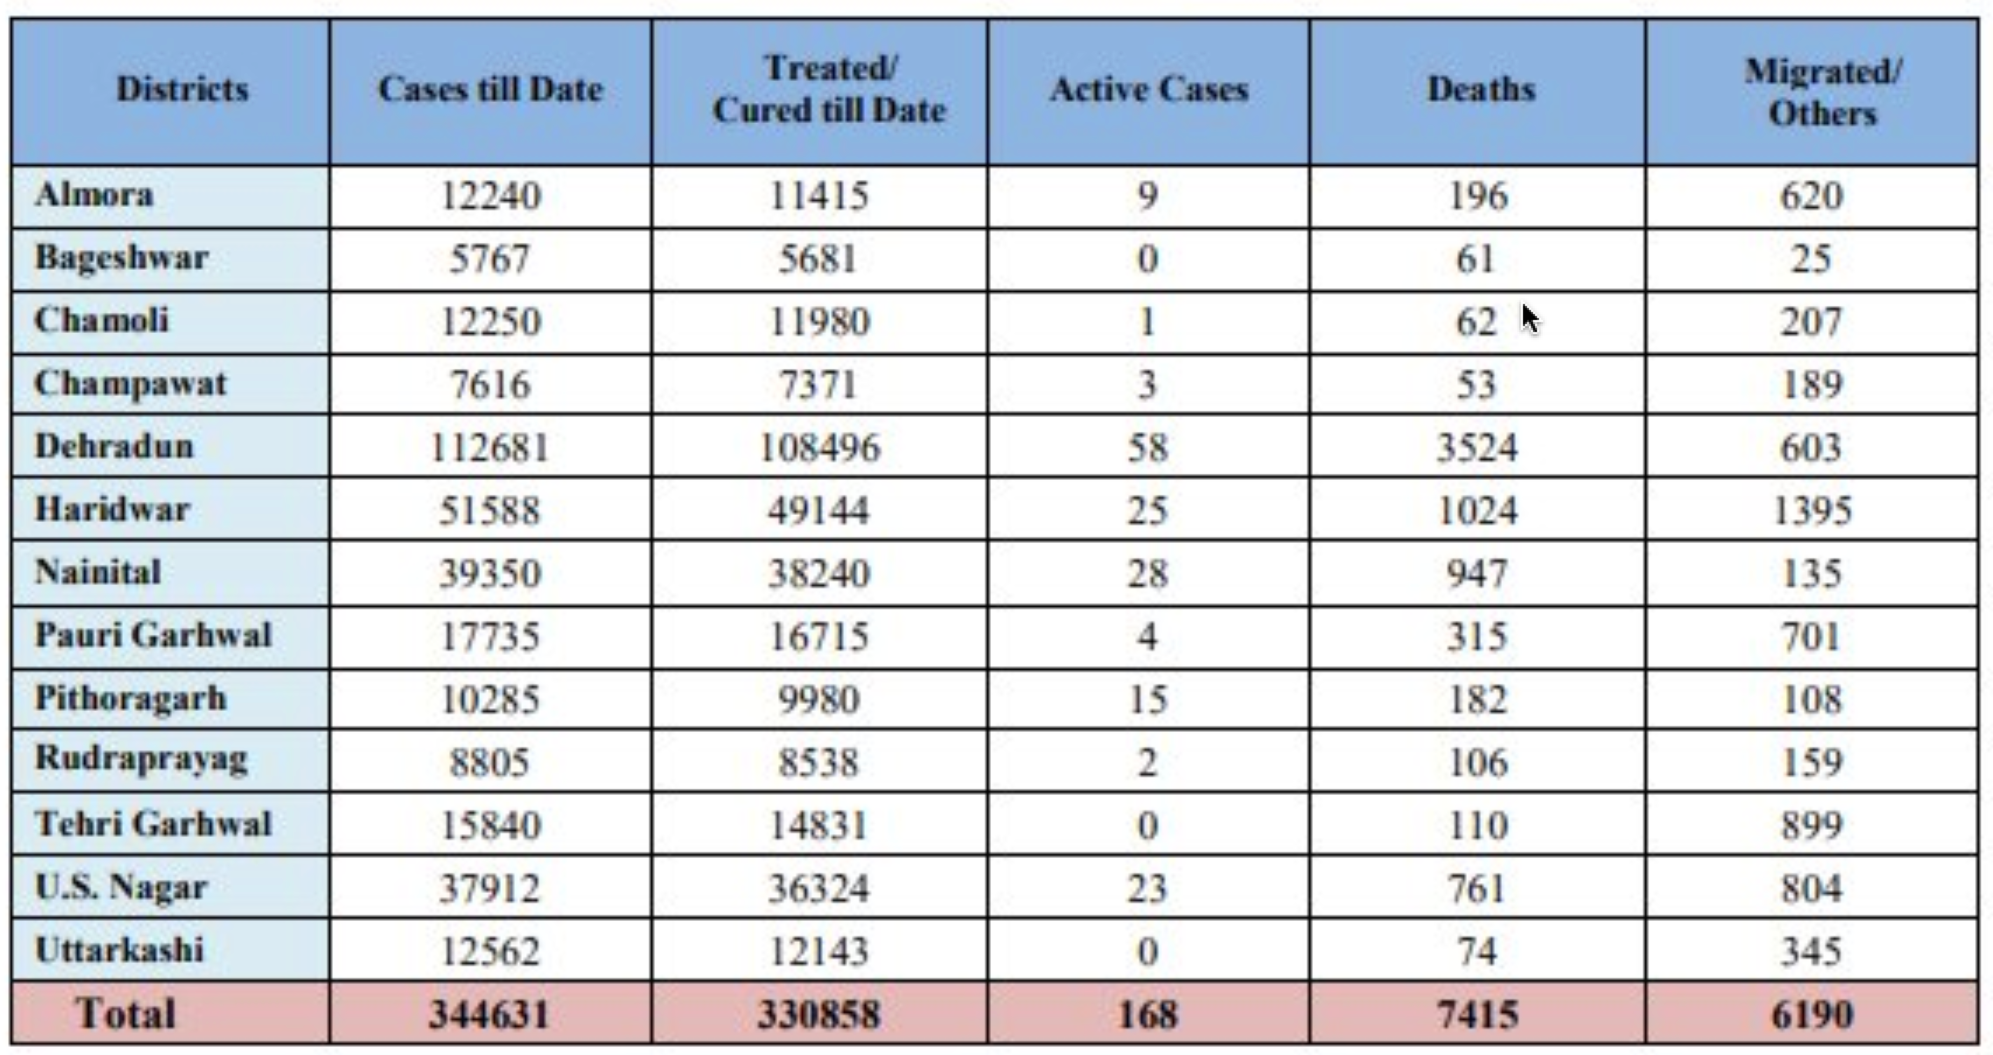 Districts Cases till Date Treated/ Cured till Date Active Cases Deaths Migrated/ Others
Almora 12240 11415 9 196 620
Bageshwar 5767 5681 0 61 25
Chamoli 12250 11980 1 62 207
Champawat 7616 7371 3 53 189
Dehradun 112681 108496 58 3524 603
Haridwar 51588 49144 25 1024 1395
Nainital 39350 38240 28 947 135
Pauri Garhwal 17735 16715 4 315 701
Pithoragarh 10285 9980 15 182 108
Rudraprayag 8805 8538 2 106 159
Tehri Garhwal 15840 14831 0 110 899
U.S. Nagar 37912 36324 23 761 804
Uttarkashi 12562 12143 0 74 345
Total 344631 330858 168 7415 6190